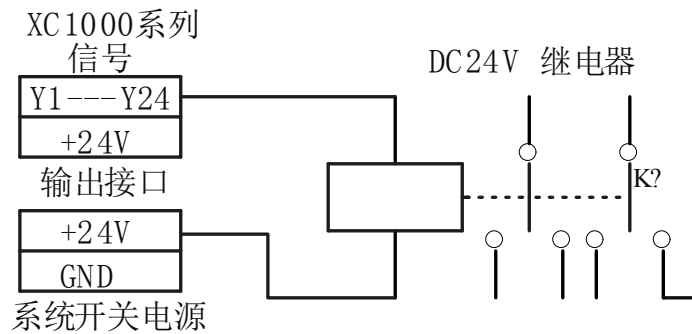 XC1000系列
信号
DC24V 继电器
Y1---Y24
+24V
输出接口
K?
+24V
GND
系统开关电源